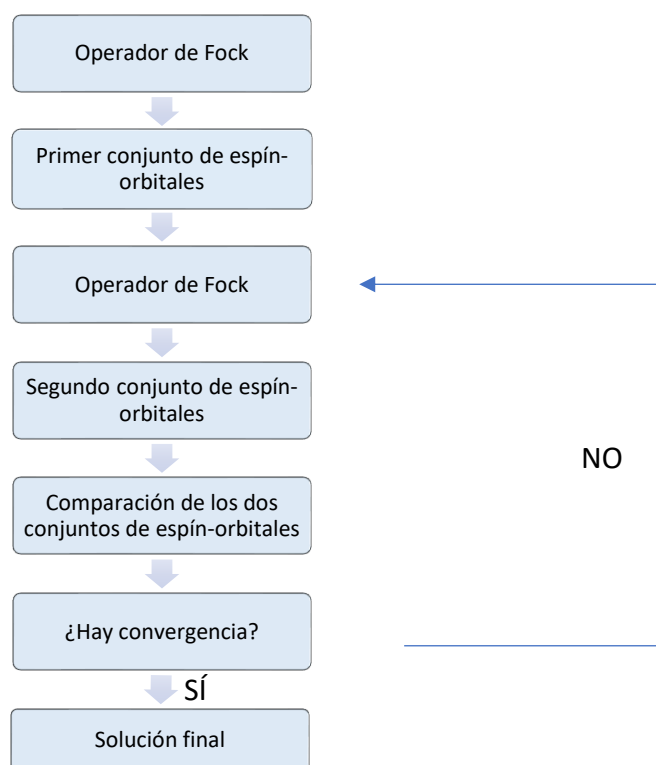 Operador de Fock
Primer conjunto de espín-
orbitales
Operador de Fock
Segundo conjunto de espín-
orbitales
NO
Comparación de los dos
conjuntos de espín-orbitales
¿Hay convergencia?
SÍ
Solución final